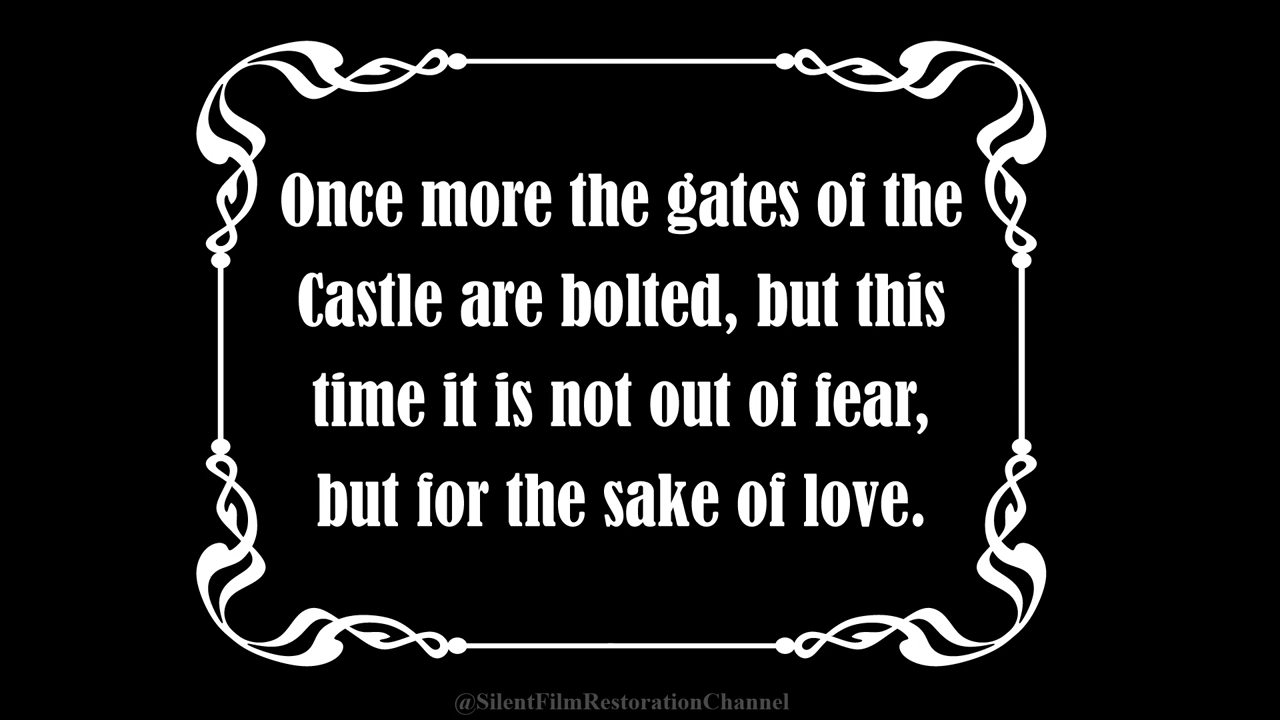 Once more the gates of the
Castle are bolted, but this
time it is not out of fear,
but for the sake of love.
@SilentFilmRestorationChannel